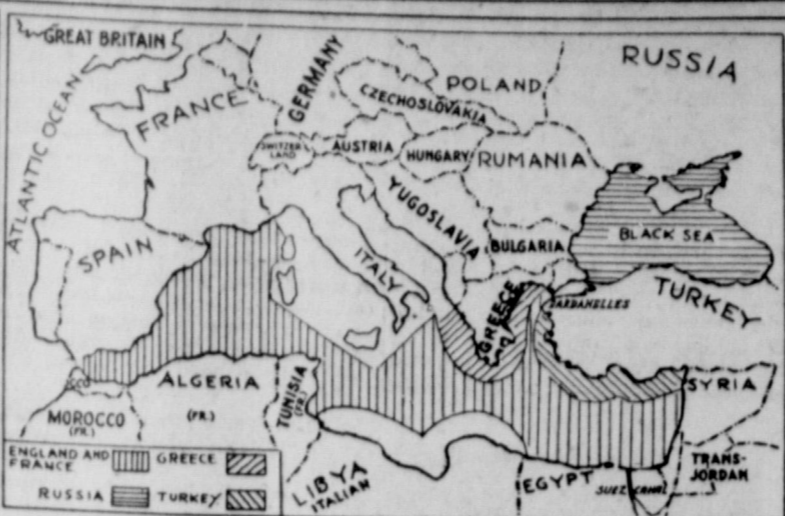 GREAT BRITAIN
ATLANTIC OCEAN
FRANCE
GERMANY
POLAND
RUSSIA
CZECHOSLOVAKIA
SWITZER-
LAND
AUSTRIA
HUNGARY
RUMANIA
YUGOSLAVIA
SPAIN
ITALY
BULGARIA
BLACK SEA
GREECE
DARDANELLES
TURKEY
ALGERIA
(FR.)
TUNISIA
(FR.)
SYRIA
MOROCCO
(FR.)
LIBYA
ITALIAN
EGYPT
SUEZ CANAL
TRANS-
JORDAN
ENGLAND AND
FRANCE
GREECE
RUSSIA
TURKEY